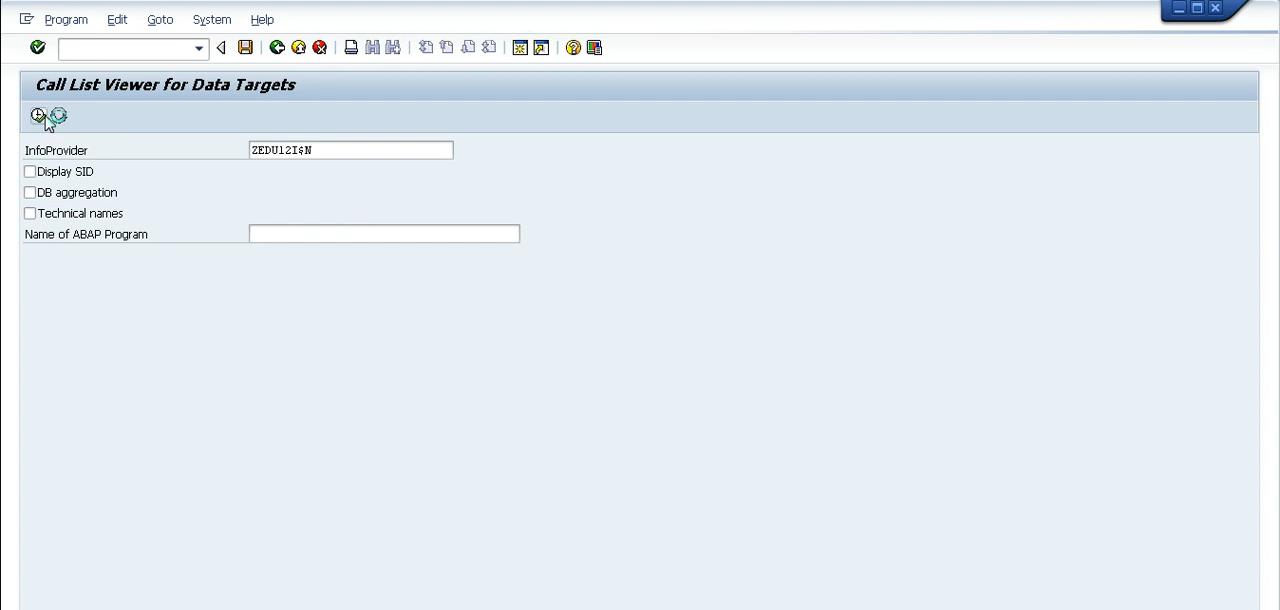 Program Edit Goto System Help
Call List Viewer for Data Targets
InfoProvider ZEDU12I$N
Display SID
DB aggregation
Technical names
Name of ABAP Program